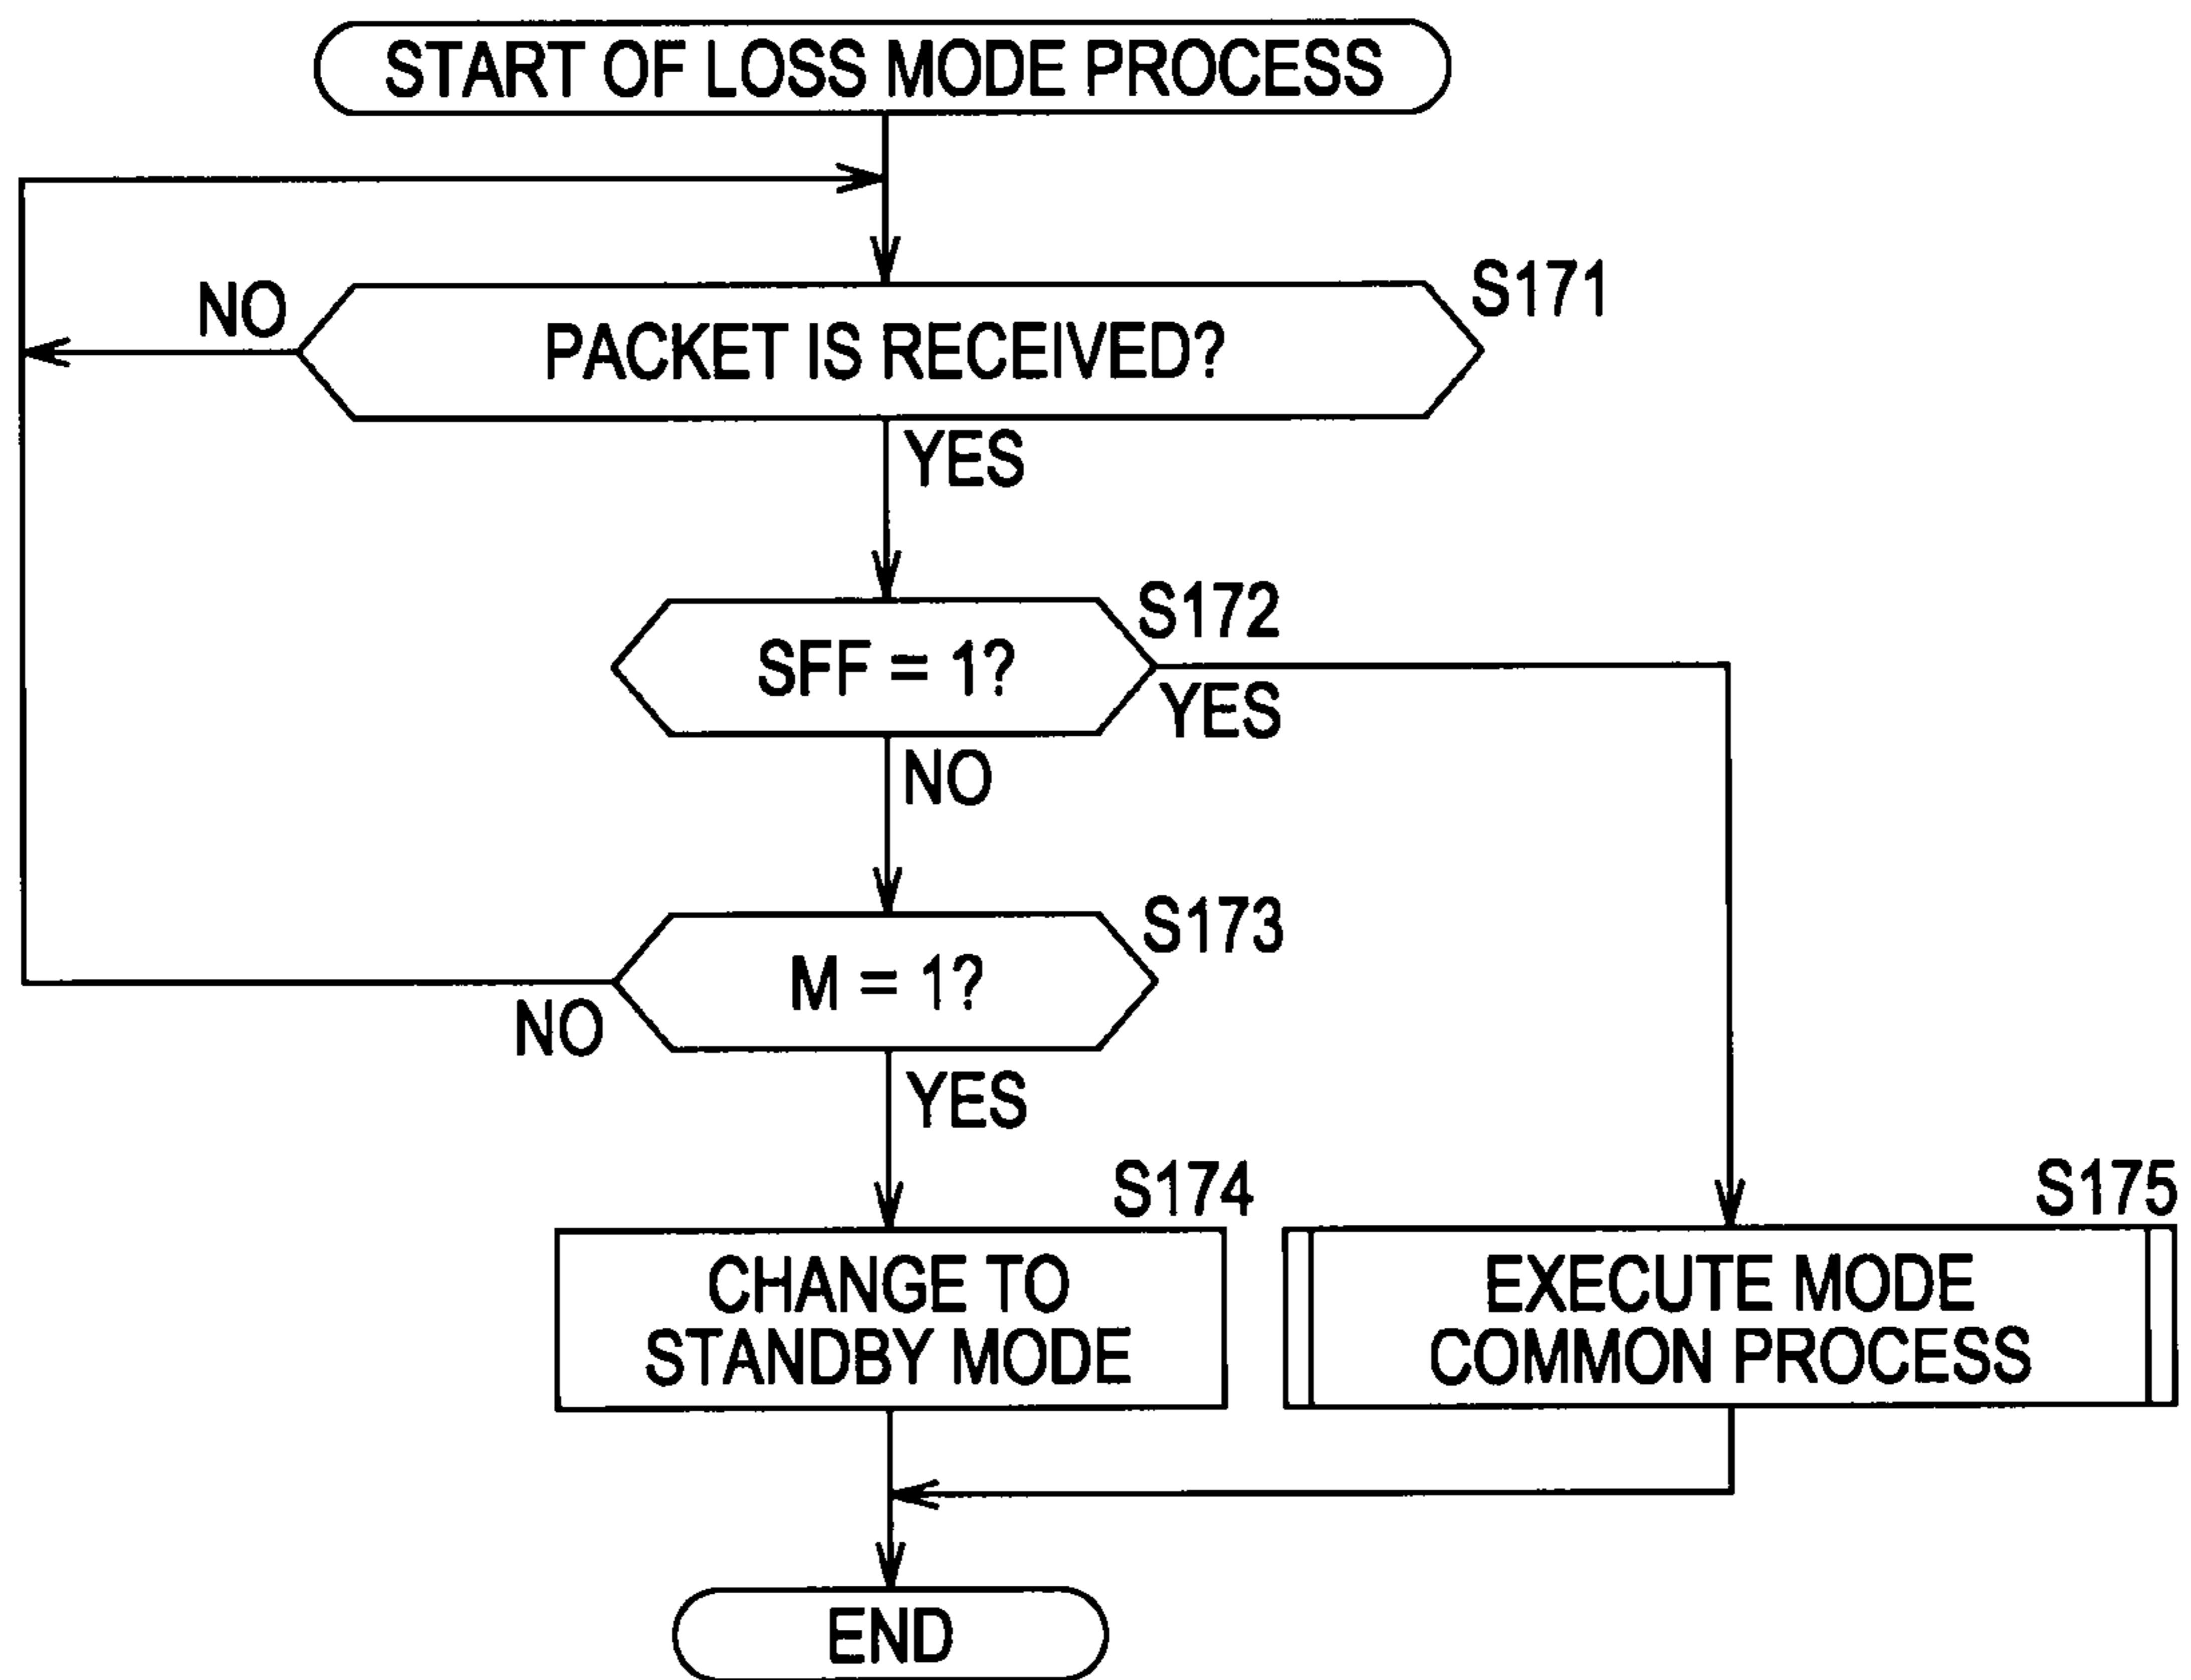 START OF LOSS MODE PROCESS
S171
NO
PACKET IS RECEIVED?
YES
S172
SFF = 1?
YES
NO
S173
M = 1?
NO
YES
S174
CHANGE TO
STANDBY MODE
S175
EXECUTE MODE
COMMON PROCESS
END